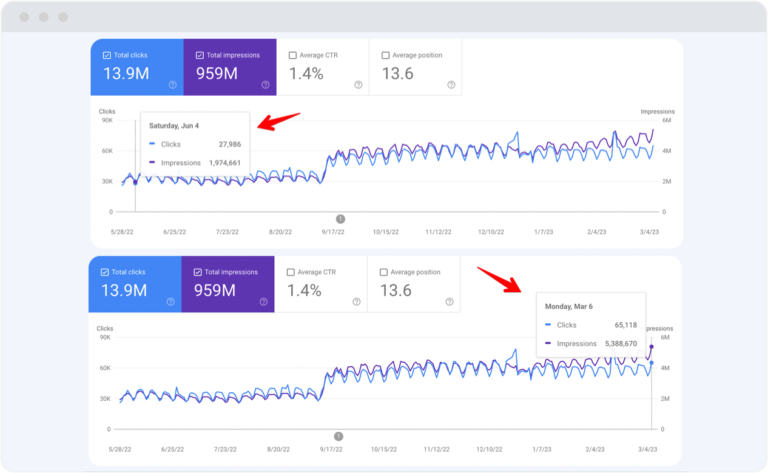 Total clicks
13.9M
Total impressions
959M
Average CTR
1.4%
Average position
13.6
Clicks
Impressions
90K
6M
Saturday, Jun 4
Clicks 27,986
Impressions 1,974,661
60K
4M
30K
2M
0
0
1
5/28/22 6/25/22 7/23/22 8/20/22 9/17/22 10/15/22 11/12/22 12/10/22 1/7/23 2/4/23 3/4/23
Total clicks
13.9M
Total impressions
959M
Average CTR
1.4%
Average position
13.6
Monday, Mar 6
Clicks 65,118
Impressions 5,388,670
Clicks
pressions
90K
6M
60K
4M
30K
2M
0
0
1
5/28/22 6/25/22 7/23/22 8/20/22 9/17/22 10/15/22 11/12/22 12/10/22 1/7/23 2/4/23 3/4/23